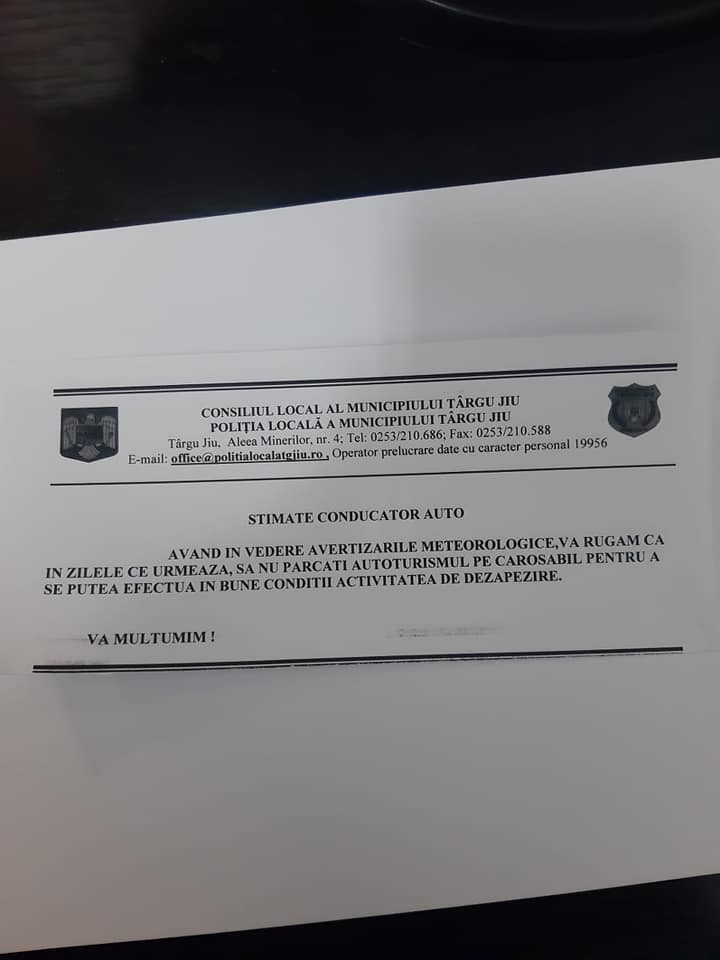 CONSILIUL LOCAL AL MUNICIPIULUI TÂRGU JIU
POLIȚIA LOCALĂ A MUNICIPIULUI TÂRGU JIU
Târgu Jiu, Aleea Minerilor, nr. 4; Tel: 0253/210.686; Fax: 0253/210.588
E-mail: office@politialocalatgjiu.ro , Operator prelucrare date cu caracter personal 19956
STIMATE CONDUCATOR AUTO
AVAND IN VEDERE AVERTIZARILE METEOROLOGICE,VA RUGAM CA
IN ZILELE CE URMEAZA, SA NU PARCATI AUTOTURISMUL PE CAROSABIL PENTRU A
SE PUTEA EFECTUA IN BUNE CONDITII ACTIVITATEA DE DEZAPEZIRE.
VA MULTUMIM !